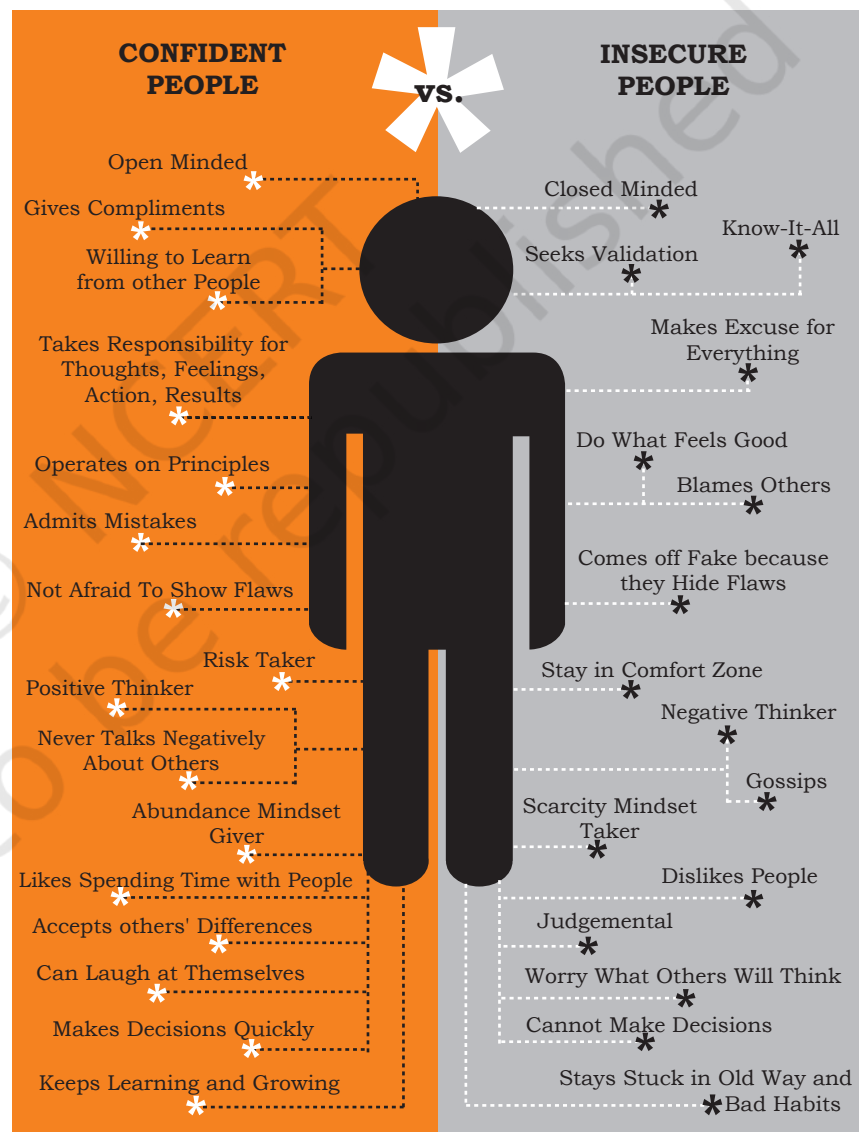 CONFIDENT
PEOPLE
vs.
INSECURE
PEOPLE
Open Minded
Gives Compliments
Willing to Learn
from other People
Takes Responsibility for
Thoughts, Feelings,
Action, Results
Operates on Principles
Admits Mistakes
Not Afraid To Show Flaws
Risk Taker
Positive Thinker
Never Talks Negatively
About Others
Abundance Mindset
Giver
Likes Spending Time with People
Accepts others' Differences
Can Laugh at Themselves
Makes Decisions Quickly
Keeps Learning and Growing
Closed Minded
Know-It-All
Seeks Validation
Makes Excuse for
Everything
Do What Feels Good
Blames Others
Comes off Fake because
they Hide Flaws
Stay in Comfort Zone
Negative Thinker
Gossips
Scarcity Mindset
Taker
Dislikes People
Judgemental
Worry What Others Will Think
Cannot Make Decisions
Stays Stuck in Old Way and
Bad Habits
© NCERT
to be republished